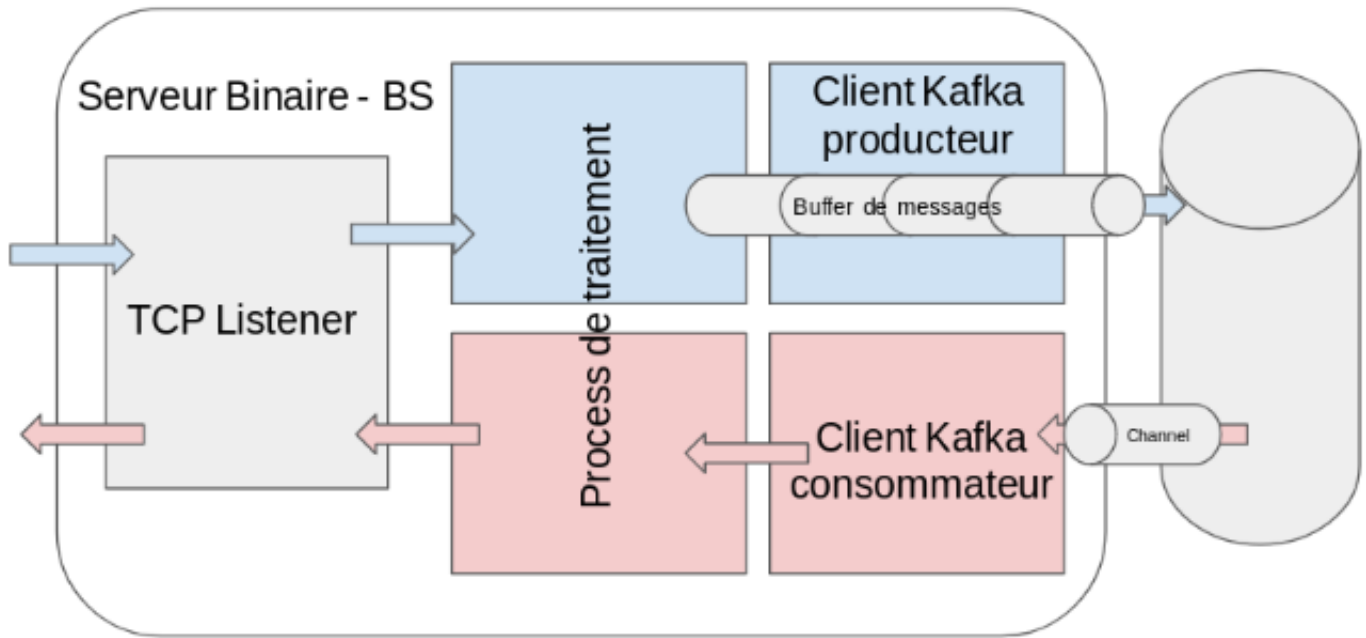 Serveur Binaire - BS
Client Kafka
producteur
Buffer de messages
Process de traitement
TCP Listener
Client Kafka
consommateur
Channel